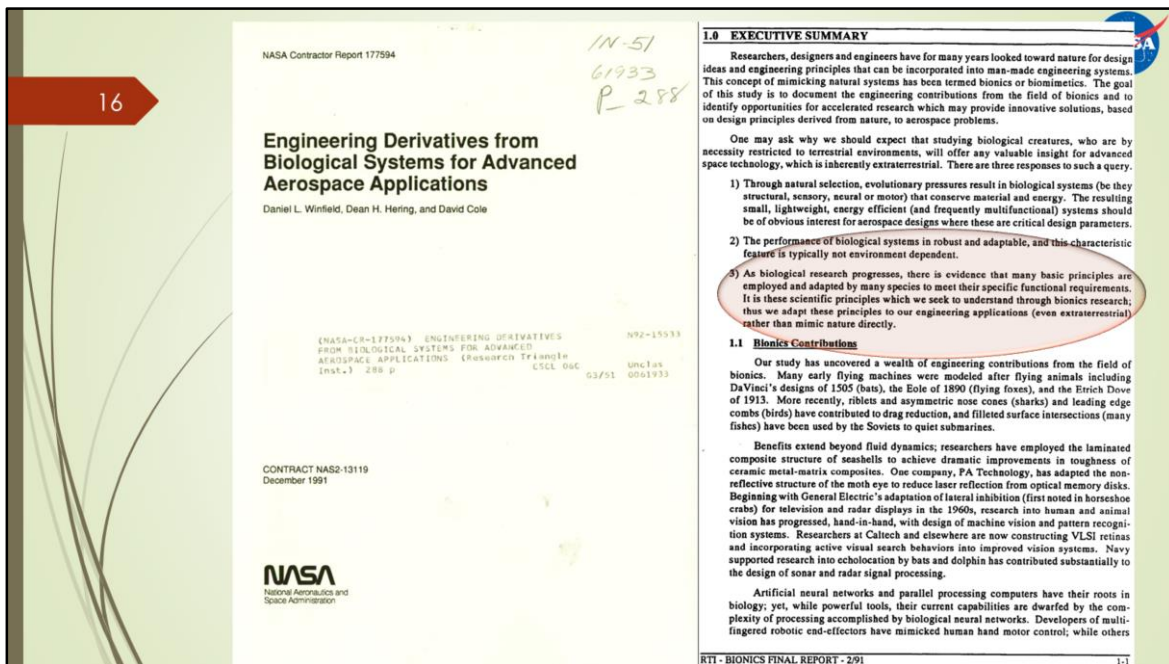 16
NASA Contractor Report 177594
IN-51
61933
P_ 288
Engineering Derivatives from
Biological Systems for Advanced
Aerospace Applications
Daniel L. Winfield, Dean H. Hering, and David Cole
(NASA-CR-177594) ENGINEERING DERIVATIVES N92-15533
FROM BIOLOGICAL SYSTEMS FOR ADVANCED
AEROSPACE APPLICATIONS (Research Triangle
Inst.) 288 p CSCL 06C Unclas
G3/51 0061933
CONTRACT NAS2-13119
December 1991
NASA
National Aeronautics and
Space Administration
1.0 EXECUTIVE SUMMARY
Researchers, designers and engineers have for many years looked toward nature for design
ideas and engineering principles that can be incorporated into man-made engineering systems.
This concept of mimicking natural systems has been termed bionics or biomimetics. The goal
of this study is to document the engineering contributions from the field of bionics and to
identify opportunities for accelerated research which may provide innovative solutions, based
on design principles derived from nature, to aerospace problems.
One may ask why we should expect that studying biological creatures, who are by
necessity restricted to terrestrial environments, will offer any valuable insight for advanced
space technology, which is inherently extraterrestrial. There are three responses to such a query.
1) Through natural selection, evolutionary pressures result in biological systems (be they
structural, sensory, neural or motor) that conserve material and energy. The resulting
small, lightweight, energy efficient (and frequently multifunctional) systems should
be of obvious interest for aerospace designs where these are critical design parameters.
2) The performance of biological systems in robust and adaptable, and this characteristic
feature is typically not environment dependent.
3) As biological research progresses, there is evidence that many basic principles are
employed and adapted by many species to meet their specific functional requirements.
It is these scientific principles which we seek to understand through bionics research;
thus we adapt these principles to our engineering applications (even extraterrestrial)
rather than mimic nature directly.
1.1 Bionics Contributions
Our study has uncovered a wealth of engineering contributions from the field of
bionics. Many early flying machines were modeled after flying animals including
DaVinci's designs of 1505 (bats), the Eole of 1890 (flying foxes), and the Etrich Dove
of 1913. More recently, riblets and asymmetric nose cones (sharks) and leading edge
combs (birds) have contributed to drag reduction, and filleted surface intersections (many
fishes) have been used by the Soviets to quiet submarines.
Benefits extend beyond fluid dynamics; researchers have employed the laminated
composite structure of seashells to achieve dramatic improvements in toughness of
ceramic metal-matrix composites. One company, PA Technology, has adapted the non-
reflective structure of the moth eye to reduce laser reflection from optical memory disks.
Beginning with General Electric's adaptation of lateral inhibition (first noted in horseshoe
crabs) for television and radar displays in the 1960s, research into human and animal
vision has progressed, hand-in-hand, with design of machine vision and pattern recogni-
tion systems. Researchers at Caltech and elsewhere are now constructing VLSI retinas
and incorporating active visual search behaviors into improved vision systems. Navy
supported research into echolocation by bats and dolphin has contributed substantially to
the design of sonar and radar signal processing.
Artificial neural networks and parallel processing computers have their roots in
biology; yet, while powerful tools, their current capabilities are dwarfed by the com-
plexity of processing accomplished by biological neural networks. Developers of multi-
fingered robotic end-effectors have mimicked human hand motor control; while others
RTI - BIONICS FINAL REPORT - 2/91 1-1